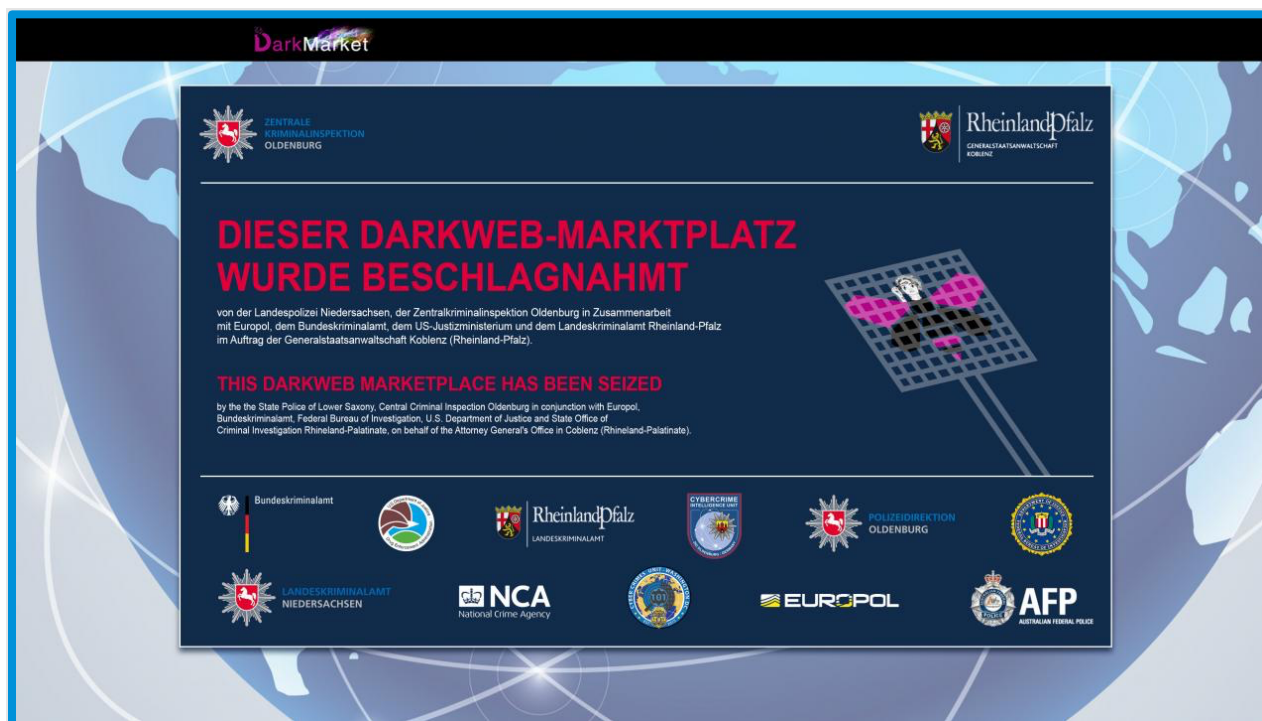 DarkMarket
ZENTRALE
KRIMINALINSPEKTION
OLDENBURG
RheinlandPfalz
GENERALSTAATSANWALTSCHAFT
KOBLENZ
DIESER DARKWEB-MARKTPLATZ
WURDE BESCHLAGNAHMT
von der Landespolizei Niedersachsen, der Zentralkriminalinspektion Oldenburg in Zusammenarbeit
mit Europol, dem Bundeskriminalamt, dem US-Justizministerium und dem Landeskriminalamt Rheinland-Pfalz
im Auftrag der Generalstaatsanwaltschaft Koblenz (Rheinland-Pfalz).
THIS DARKWEB MARKETPLACE HAS BEEN SEIZED
by the the State Police of Lower Saxony, Central Criminal Inspection Oldenburg in conjunction with Europol,
Bundeskriminalamt, Federal Bureau of Investigation, U.S. Department of Justice and State Office of
Criminal Investigation Rhineland-Palatinate, on behalf of the Attorney General's Office in Coblenz (Rhineland-Palatinate).
Bundeskriminalamt
RheinlandPfalz
LANDESKRIMINALAMT
CYBERCRIME
INTELLIGENCE UNIT
POLIZEIDIREKTION
OLDENBURG
LANDESKRIMINALAMT
NIEDERSACHSEN
NCA
National Crime Agency
EUROPOL
AFP
AUSTRALIAN FEDERAL POLICE